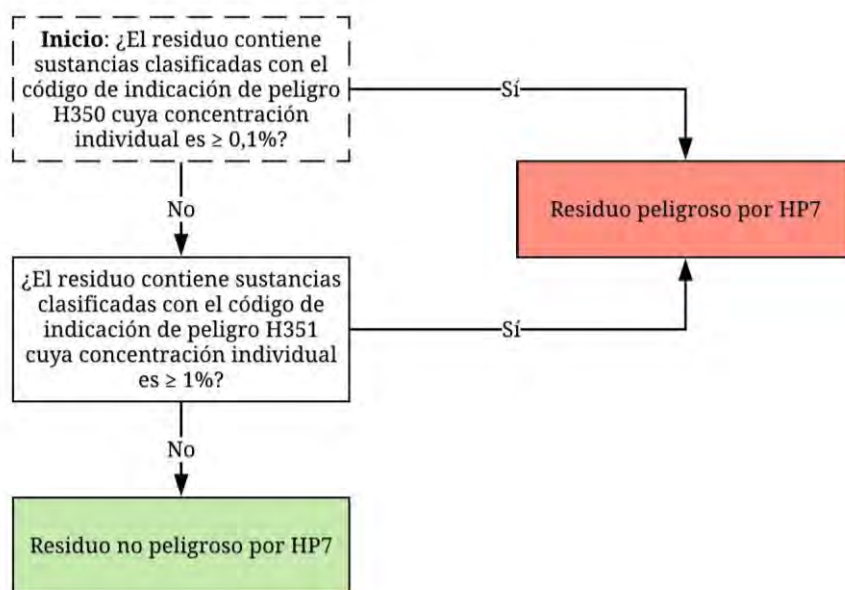 Inicio: ¿El residuo contiene
sustancias clasificadas con el
código de indicación de peligro
H350 cuya concentración
individual es ≥ 0,1%?
Sí
Residuo peligroso por HP7
No
¿El residuo contiene sustancias
clasificadas con el código de
indicación de peligro H351
cuya concentración individual
es ≥ 1%?
Sí
No
Residuo no peligroso por HP7